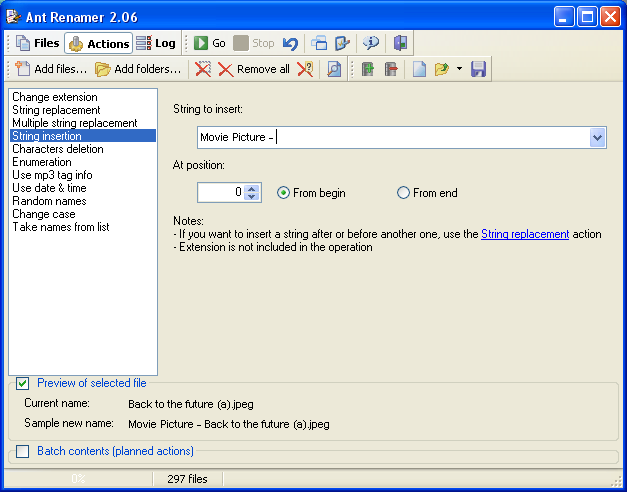 Ant Renamer 2.06
Files Actions Log Go Stop
Add files... Add folders... Remove all
Change extension
String replacement
Multiple string replacement
String insertion
Characters deletion
Enumeration
Use mp3 tag info
Use date & time
Random names
Change case
Take names from list
String to insert:
Movie Picture -
At position:
0 From begin From end
Notes:
- If you want to insert a string after or before another one, use the String replacement action
- Extension is not included in the operation
Preview of selected file
Current name: Back to the future (a).jpeg
Sample new name: Movie Picture - Back to the future (a).jpeg
Batch contents (planned actions)
0% 297 files